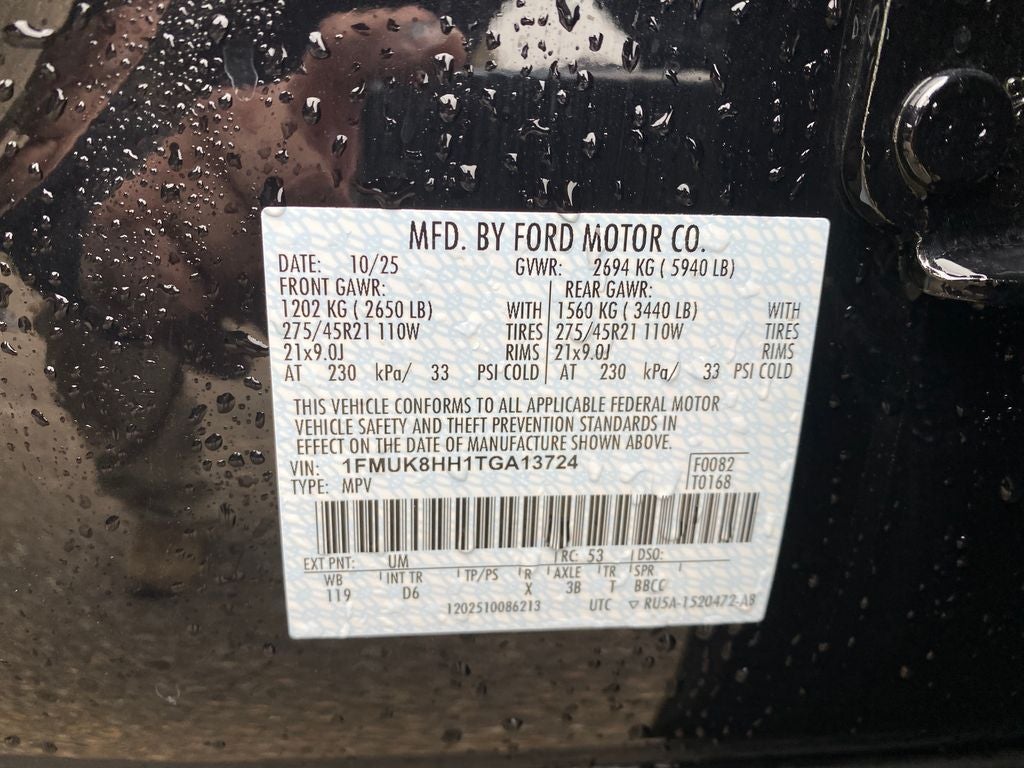 MFD. BY FORD MOTOR CO.
DATE: 10/25 GVWR: 2694 KG ( 5940 LB)
FRONT GAWR: REAR GAWR:
1202 KG ( 2650 LB) WITH 1560 KG ( 3440 LB) WITH
275/45R21 110W TIRES 275/45R21 110W TIRES
21x9.0J RIMS 21x9.0J RIMS
AT 230 kPa/ 33 PSI COLD AT 230 kPa/ 33 PSI COLD
THIS VEHICLE CONFORMS TO ALL APPLICABLE FEDERAL MOTOR
VEHICLE SAFETY AND THEFT PREVENTION STANDARDS IN
EFFECT ON THE DATE OF MANUFACTURE SHOWN ABOVE.
VIN: 1FMUK8HH1TGA13724 F0082
TYPE: MPV T0168
EXT PNT: UM RC: 53 DSO:
WB INT TR TP/PS R AXLE TR SPR
119 D6 X 3B T BBCC
1202510086213 UTC ▽ RU5A-1520472-AB